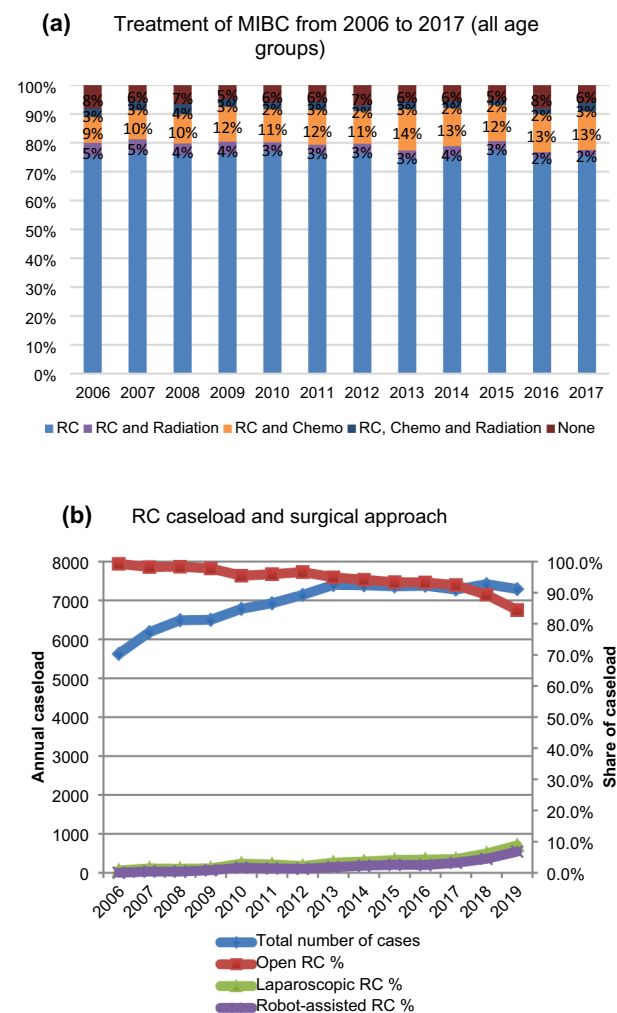 (a) Treatment of MIBC from 2006 to 2017 (all age
groups)
100%
90%
80%
70%
60%
50%
40%
30%
20%
10%
0%
8% 6% 7% 5% 6% 6% 7% 6% 6% 5% 8% 6%
3% 3% 4% 3% 2% 3% 2% 3% 2% 2% 2% 3%
9% 10% 10% 12% 11% 12% 11% 14% 13% 12% 13% 13%
5% 5% 4% 4% 3% 3% 3% 3% 4% 3% 2% 2%
2006 2007 2008 2009 2010 2011 2012 2013 2014 2015 2016 2017
RC RC and Radiation RC and Chemo RC, Chemo and Radiation None
(b) RC caseload and surgical approach
8000 100.0%
7000 90.0%
6000 80.0%
5000 70.0%
4000 60.0%
3000 50.0%
2000 40.0%
1000 30.0%
0 20.0%
10.0%
0.0%
Annual caseload
Share of caseload
2006 2007 2008 2009 2010 2011 2012 2013 2014 2015 2016 2017 2018 2019
Total number of cases
Open RC %
Laparoscopic RC %
Robot-assisted RC %